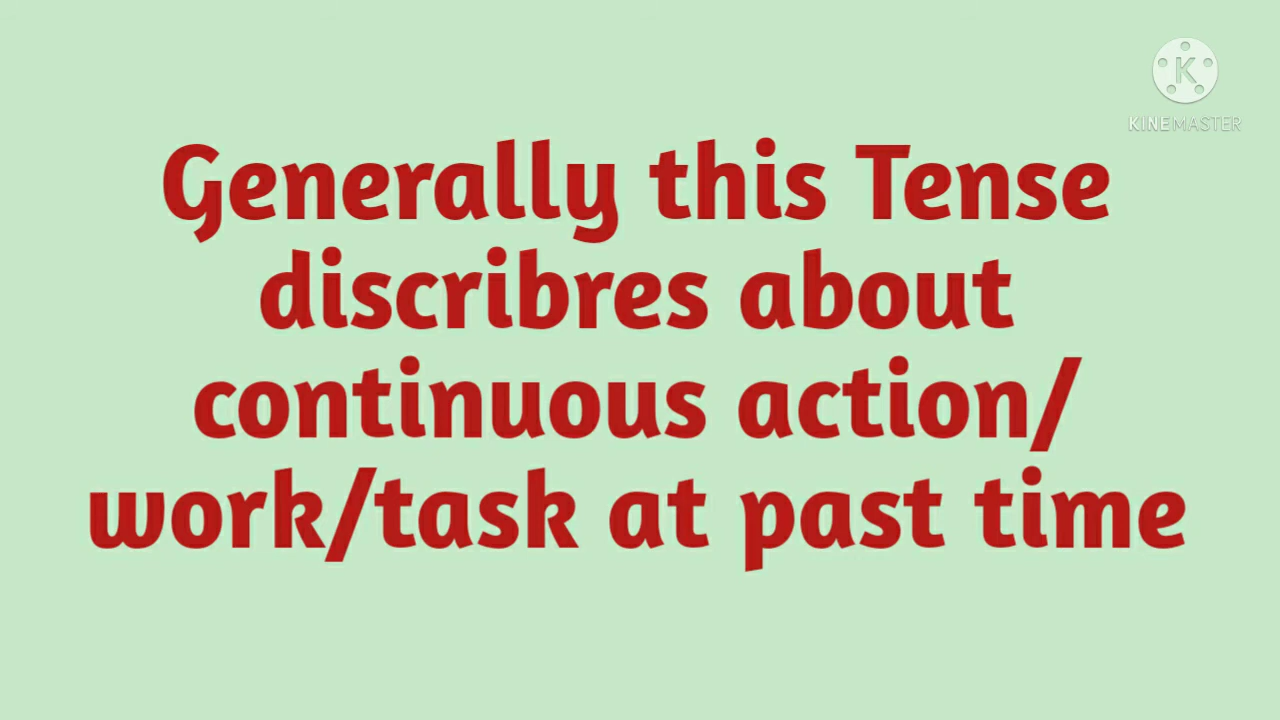 K
KINEMASTER
Generally this Tense
discribres about
continuous action/
work/task at past time